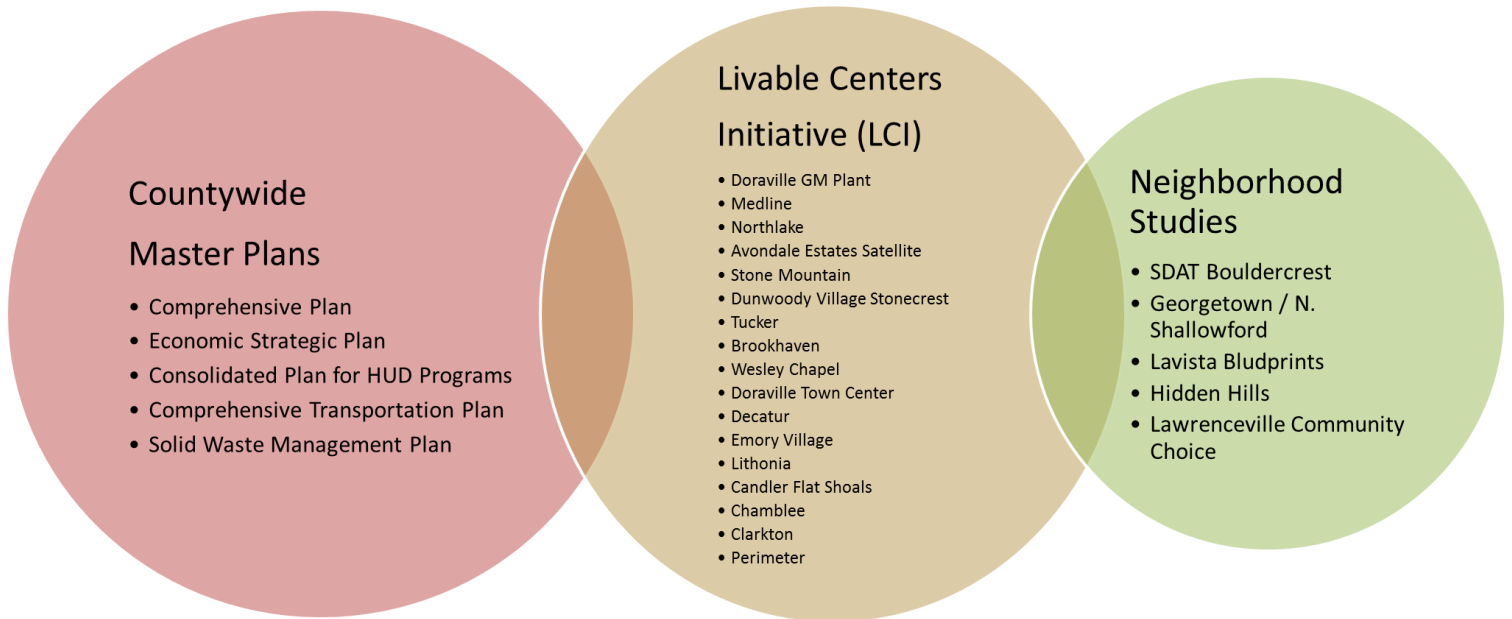 Countywide
Master Plans
• Comprehensive Plan
• Economic Strategic Plan
• Consolidated Plan for HUD Programs
• Comprehensive Transportation Plan
• Solid Waste Management Plan
Livable Centers
Initiative (LCI)
• Doraville GM Plant
• Medline
• Northlake
• Avondale Estates Satellite
• Stone Mountain
• Dunwoody Village Stonecrest
• Tucker
• Brookhaven
• Wesley Chapel
• Doraville Town Center
• Decatur
• Emory Village
• Lithonia
• Candler Flat Shoals
• Chamblee
• Clarkton
• Perimeter
Neighborhood
Studies
• SDAT Bouldercrest
• Georgetown / N.
Shallowford
• Lavista Bludprints
• Hidden Hills
• Lawrenceville Community
Choice